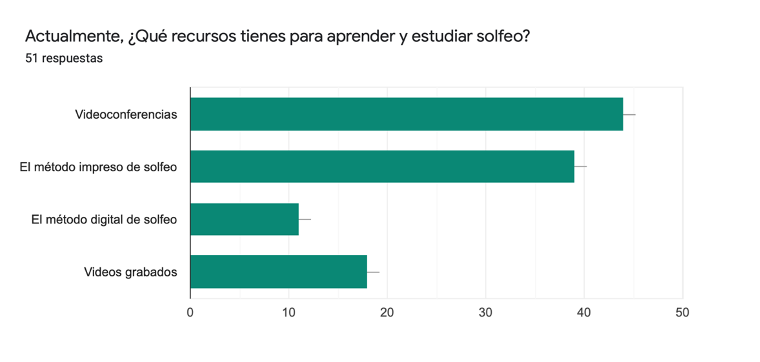 Actualmente, ¿Qué recursos tienes para aprender y estudiar solfeo?
51 respuestas
Videoconferencias
El método impreso de solfeo
El método digital de solfeo
Videos grabados
0 10 20 30 40 50